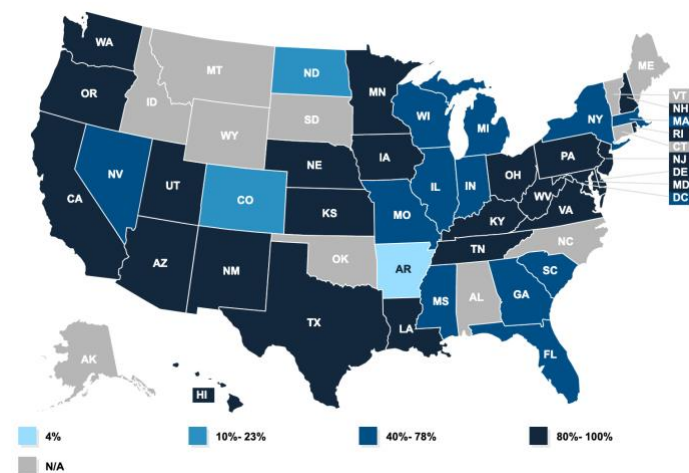 WA
MT
ND
MN
ME
VT
NH
MA
RI
CT
NJ
DE
MD
DC
OR
ID
WY
SD
WI
MI
NY
NV
UT
CO
NE
IA
IL
IN
OH
PA
CA
KS
MO
KY
WV
VA
AZ
NM
OK
AR
TN
NC
SC
TX
LA
MS
AL
GA
FL
AK
HI
4%
10%- 23%
40%- 78%
80%- 100%
N/A